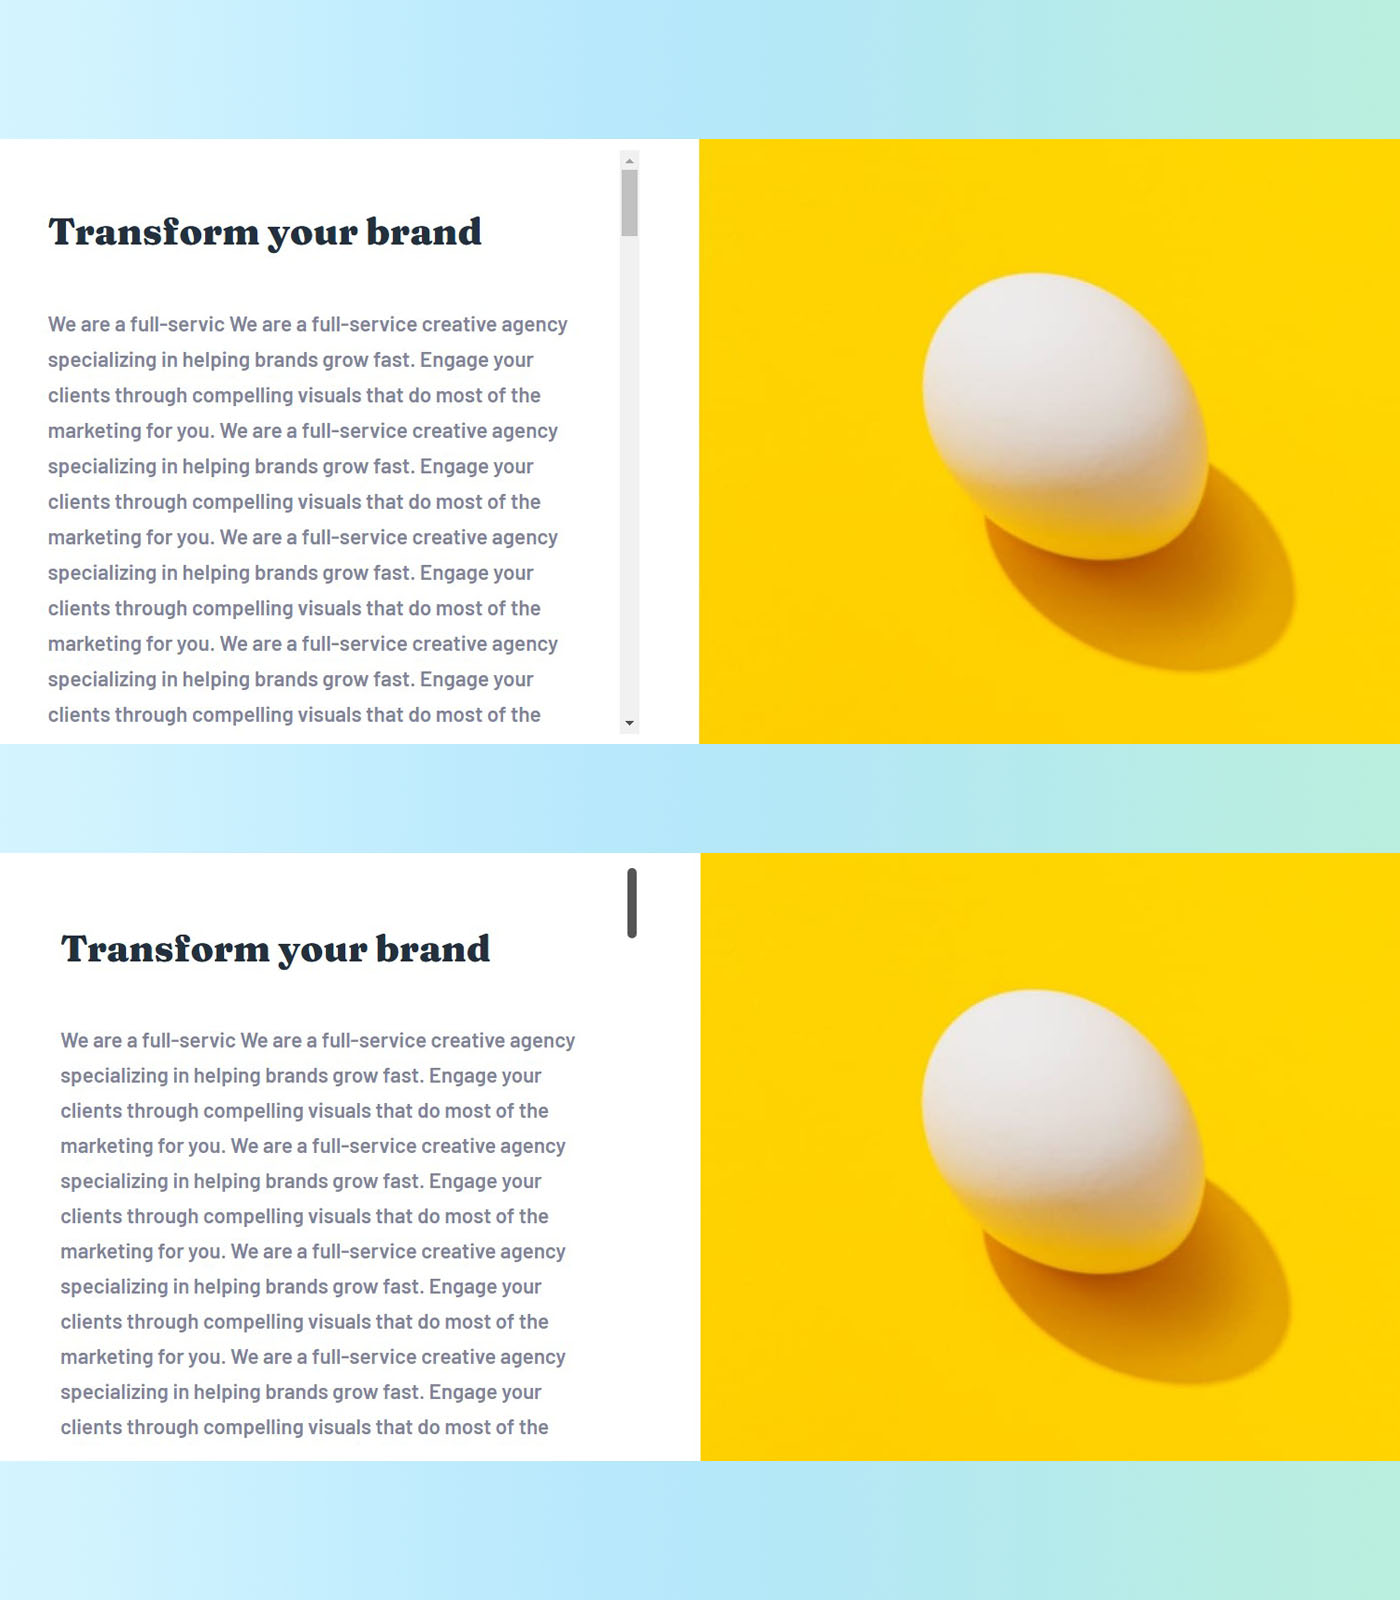 Transform your brand
We are a full-servic We are a full-service creative agency
specializing in helping brands grow fast. Engage your
clients through compelling visuals that do most of the
marketing for you. We are a full-service creative agency
specializing in helping brands grow fast. Engage your
clients through compelling visuals that do most of the
marketing for you. We are a full-service creative agency
specializing in helping brands grow fast. Engage your
clients through compelling visuals that do most of the
marketing for you. We are a full-service creative agency
specializing in helping brands grow fast. Engage your
clients through compelling visuals that do most of the
Transform your brand
We are a full-servic We are a full-service creative agency
specializing in helping brands grow fast. Engage your
clients through compelling visuals that do most of the
marketing for you. We are a full-service creative agency
specializing in helping brands grow fast. Engage your
clients through compelling visuals that do most of the
marketing for you. We are a full-service creative agency
specializing in helping brands grow fast. Engage your
clients through compelling visuals that do most of the
marketing for you. We are a full-service creative agency
specializing in helping brands grow fast. Engage your
clients through compelling visuals that do most of the